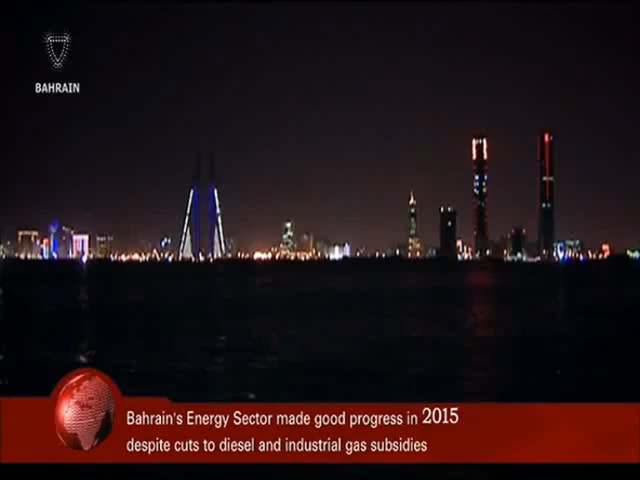 BAHRAIN
Bahrain's Energy Sector made good progress in 2015
despite cuts to diesel and industrial gas subsidies